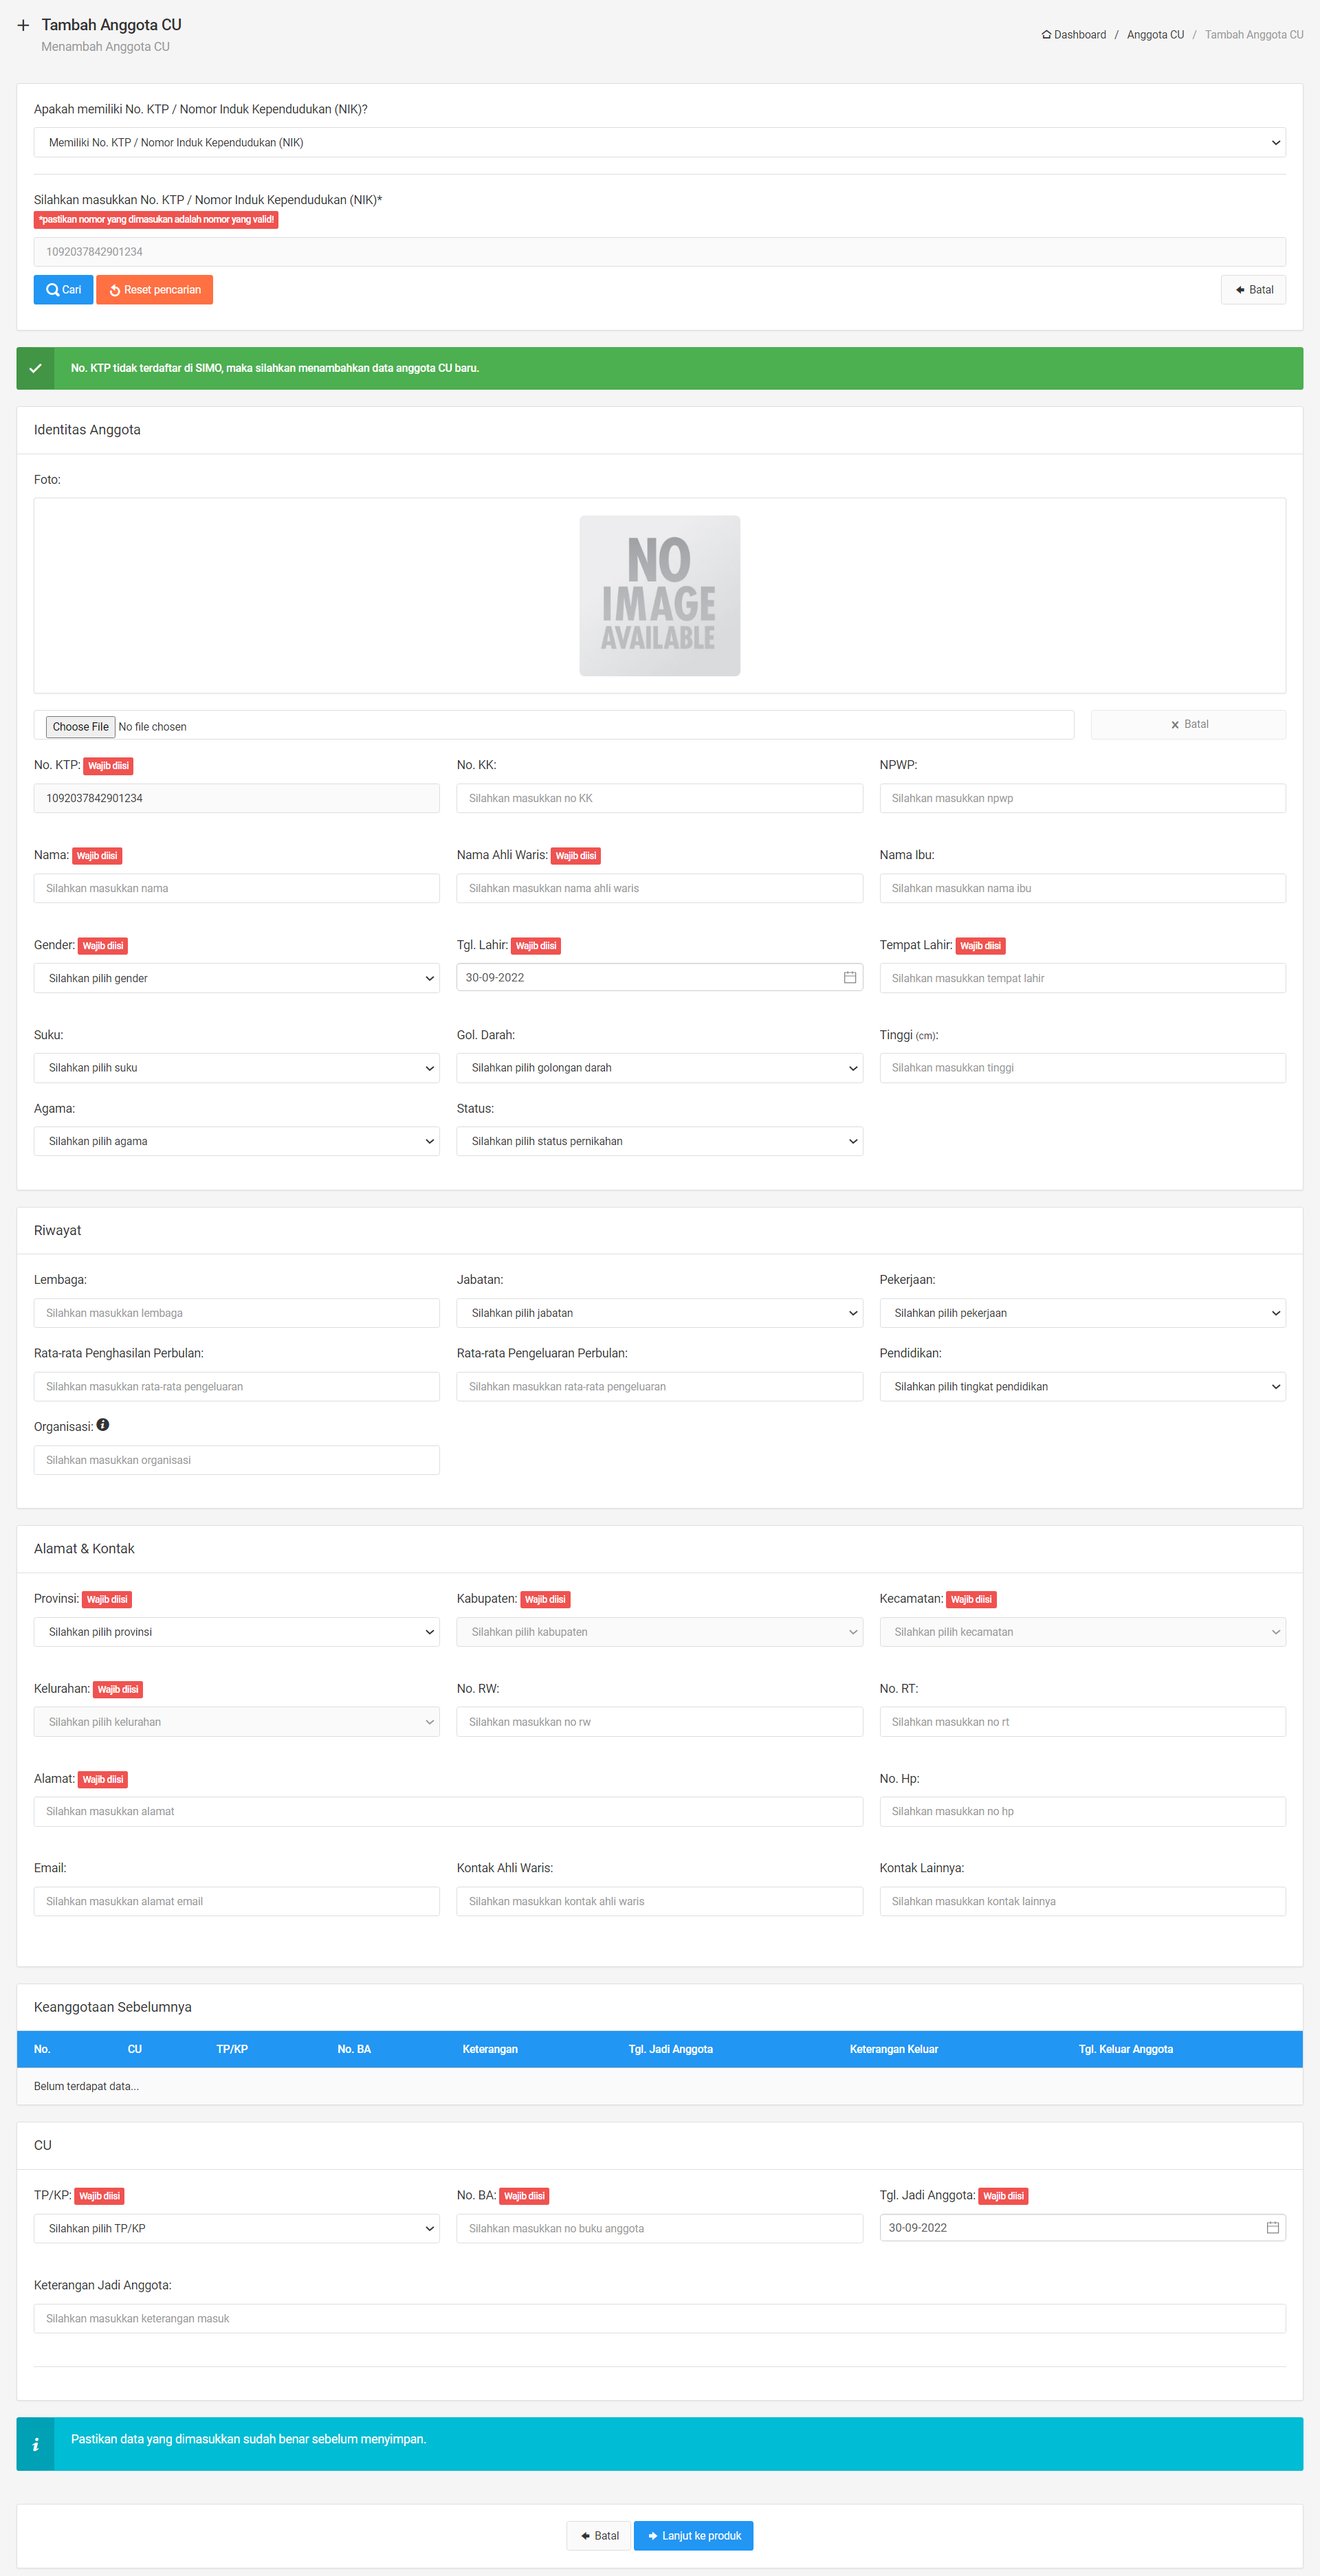 Tambah Anggota CU
Menambah Anggota CU
Dashboard / Anggota CU / Tambah Anggota CU
Apakah memiliki No. KTP / Nomor Induk Kependudukan (NIK)?
Memiliki No. KTP / Nomor Induk Kependudukan (NIK)
Silahkan masukkan No. KTP / Nomor Induk Kependudukan (NIK)*
*pastikan nomor yang dimasukan adalah nomor yang valid!
1092037842901234
Cari Reset pencarian Batal
No. KTP tidak terdaftar di SIMO, maka silahkan menambahkan data anggota CU baru.
Identitas Anggota
Foto:
NO
IMAGE
AVAILABLE
Choose File No file chosen Batal
No. KTP: Wajib diisi No. KK: NPWP:
1092037842901234 Silahkan masukkan no KK Silahkan masukkan npwp
Nama: Wajib diisi Nama Ahli Waris: Wajib diisi Nama Ibu:
Silahkan masukkan nama Silahkan masukkan nama ahli waris Silahkan masukkan nama ibu
Gender: Wajib diisi Tgl. Lahir: Wajib diisi Tempat Lahir: Wajib diisi
Silahkan pilih gender 30-09-2022 Silahkan masukkan tempat lahir
Suku: Gol. Darah: Tinggi (cm):
Silahkan pilih suku Silahkan pilih golongan darah Silahkan masukkan tinggi
Agama: Status:
Silahkan pilih agama Silahkan pilih status pernikahan
Riwayat
Lembaga: Jabatan: Pekerjaan:
Silahkan masukkan lembaga Silahkan pilih jabatan Silahkan pilih pekerjaan
Rata-rata Penghasilan Perbulan: Rata-rata Pengeluaran Perbulan: Pendidikan:
Silahkan masukkan rata-rata pengeluaran Silahkan masukkan rata-rata pengeluaran Silahkan pilih tingkat pendidikan
Organisasi:
Silahkan masukkan organisasi
Alamat & Kontak
Provinsi: Wajib diisi Kabupaten: Wajib diisi Kecamatan: Wajib diisi
Silahkan pilih provinsi Silahkan pilih kabupaten Silahkan pilih kecamatan
Kelurahan: Wajib diisi No. RW: No. RT:
Silahkan pilih kelurahan Silahkan masukkan no rw Silahkan masukkan no rt
Alamat: Wajib diisi No. Hp:
Silahkan masukkan alamat Silahkan masukkan no hp
Email: Kontak Ahli Waris: Kontak Lainnya:
Silahkan masukkan alamat email Silahkan masukkan kontak ahli waris Silahkan masukkan kontak lainnya
Keanggotaan Sebelumnya
No. CU TP/KP No. BA Keterangan Tgl. Jadi Anggota Keterangan Keluar Tgl. Keluar Anggota
Belum terdapat data...
CU
TP/KP: Wajib diisi No. BA: Wajib diisi Tgl. Jadi Anggota: Wajib diisi
Silahkan pilih TP/KP Silahkan masukkan no buku anggota 30-09-2022
Keterangan Jadi Anggota:
Silahkan masukkan keterangan masuk
Pastikan data yang dimasukkan sudah benar sebelum menyimpan.
Batal Lanjut ke produk